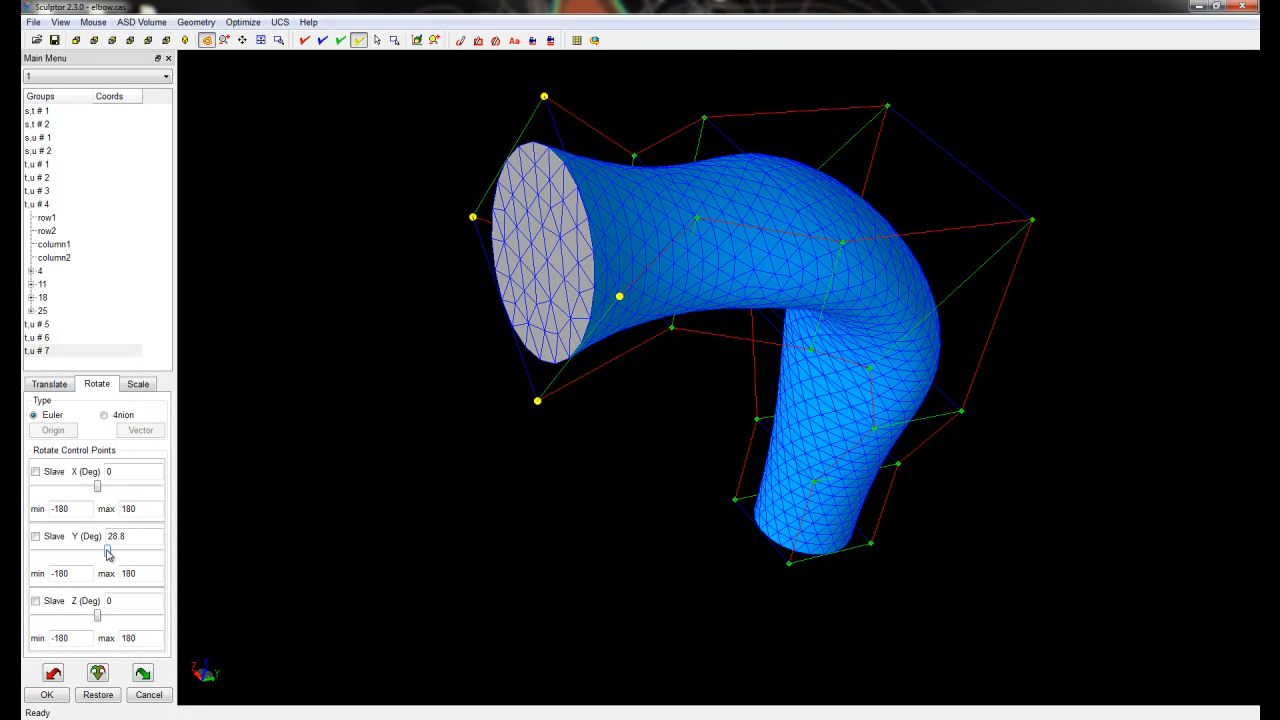 Sculptor 2.3.0 - elbow.cas
File View Mouse ASD Volume Geometry Optimize UCS Help
Aa
Main Menu
1
Groups Coords
s,t # 1
s,t # 2
s,u # 1
s,u # 2
t,u # 1
t,u # 2
t,u # 3
t,u # 4
row1
row2
column1
column2
4
11
18
25
t,u # 5
t,u # 6
t,u # 7
Translate Rotate Scale
Type
Euler 4nion
Origin Vector
Rotate Control Points
Slave X (Deg) 0
min -180 max 180
Slave Y (Deg) 28.8
min -180 max 180
Slave Z (Deg) 0
min -180 max 180
OK Restore Cancel
Z Y
Ready